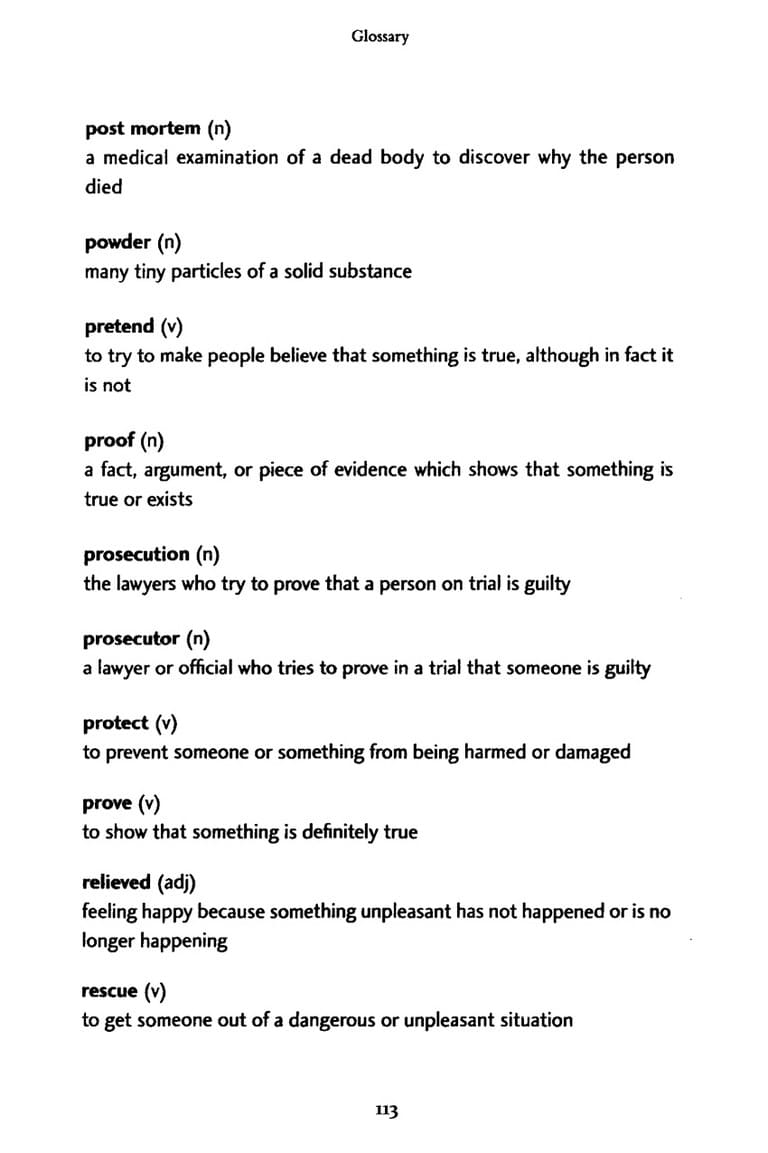 Glossary
post mortem (n)
a medical examination of a dead body to discover why the person
died
powder (n)
many tiny particles of a solid substance
pretend (v)
to try to make people believe that something is true, although in fact it
is not
proof (n)
a fact, argument, or piece of evidence which shows that something is
true or exists
prosecution (n)
the lawyers who try to prove that a person on trial is guilty
prosecutor (n)
a lawyer or official who tries to prove in a trial that someone is guilty
protect (v)
to prevent someone or something from being harmed or damaged
prove (v)
to show that something is definitely true
relieved (adj)
feeling happy because something unpleasant has not happened or is no
longer happening
rescue (v)
to get someone out of a dangerous or unpleasant situation
113